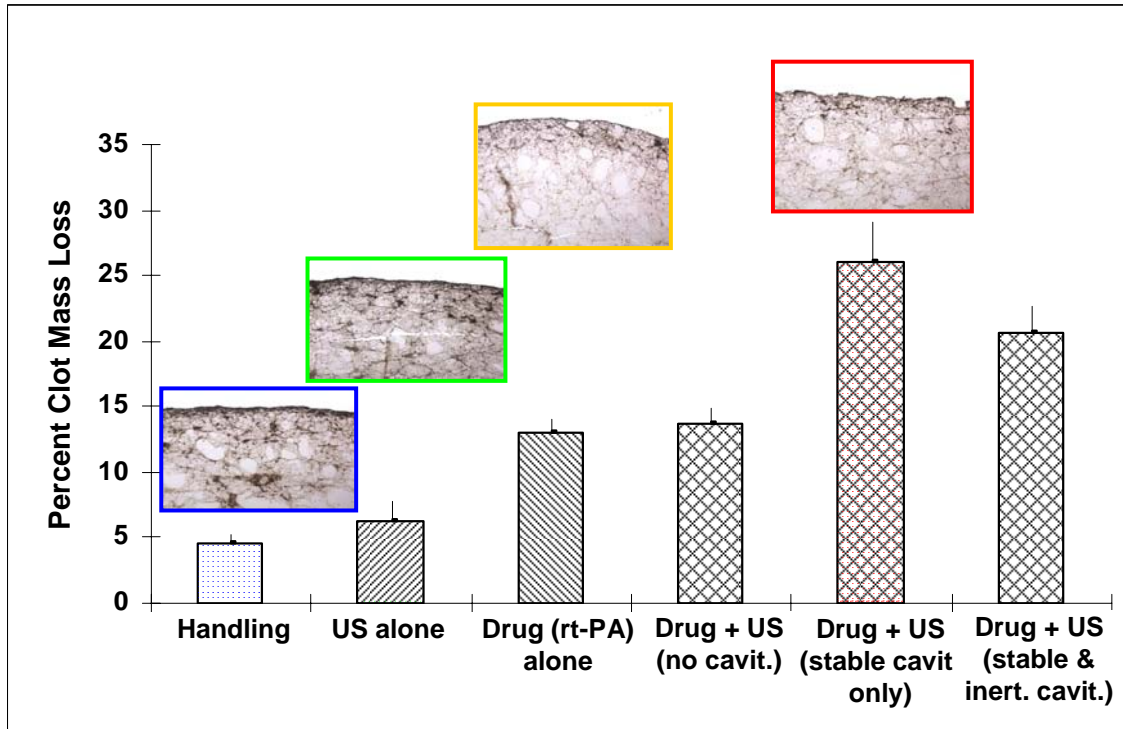 Percent Clot Mass Loss
35
30
25
20
15
10
5
0
Handling
US alone
Drug (rt-PA)
alone
Drug + US
(no cavit.)
Drug + US
(stable cavit
only)
Drug + US
(stable &
inert. cavit.)